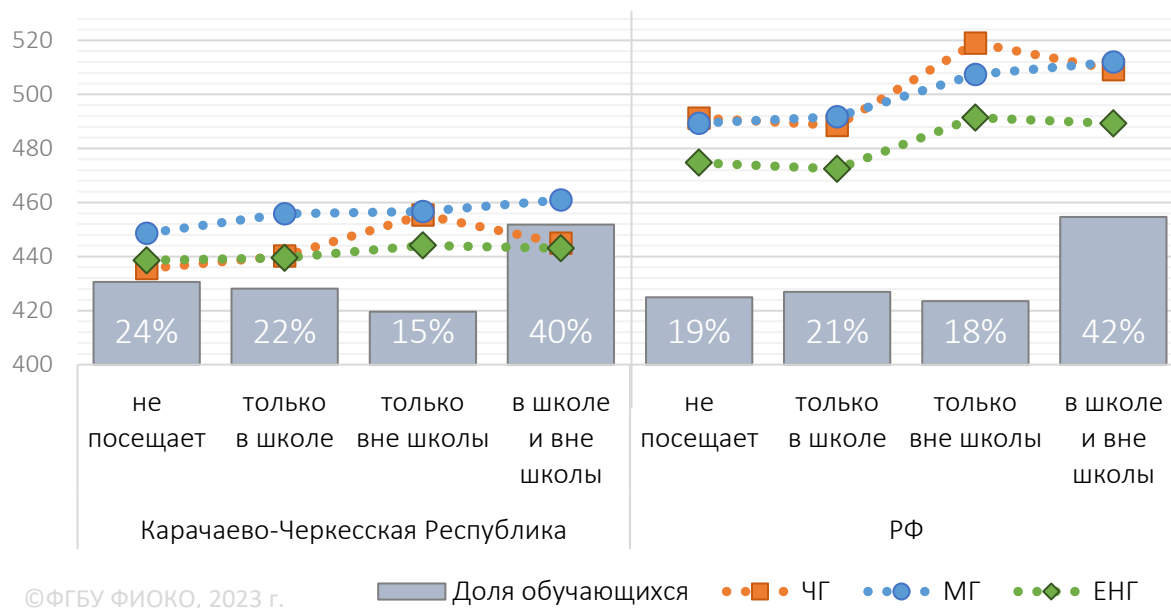 520
500
480
460
440
420
400
24%
22%
15%
40%
19%
21%
18%
42%
не посещает
только в школе
только вне школы
в школе и вне школы
не посещает
только в школе
только вне школы
в школе и вне школы
Карачаево-Черкесская Республика
РФ
©ФГБУ ФИОКО, 2023 г.
Доля обучающихся
ЧГ
МГ
ЕНГ